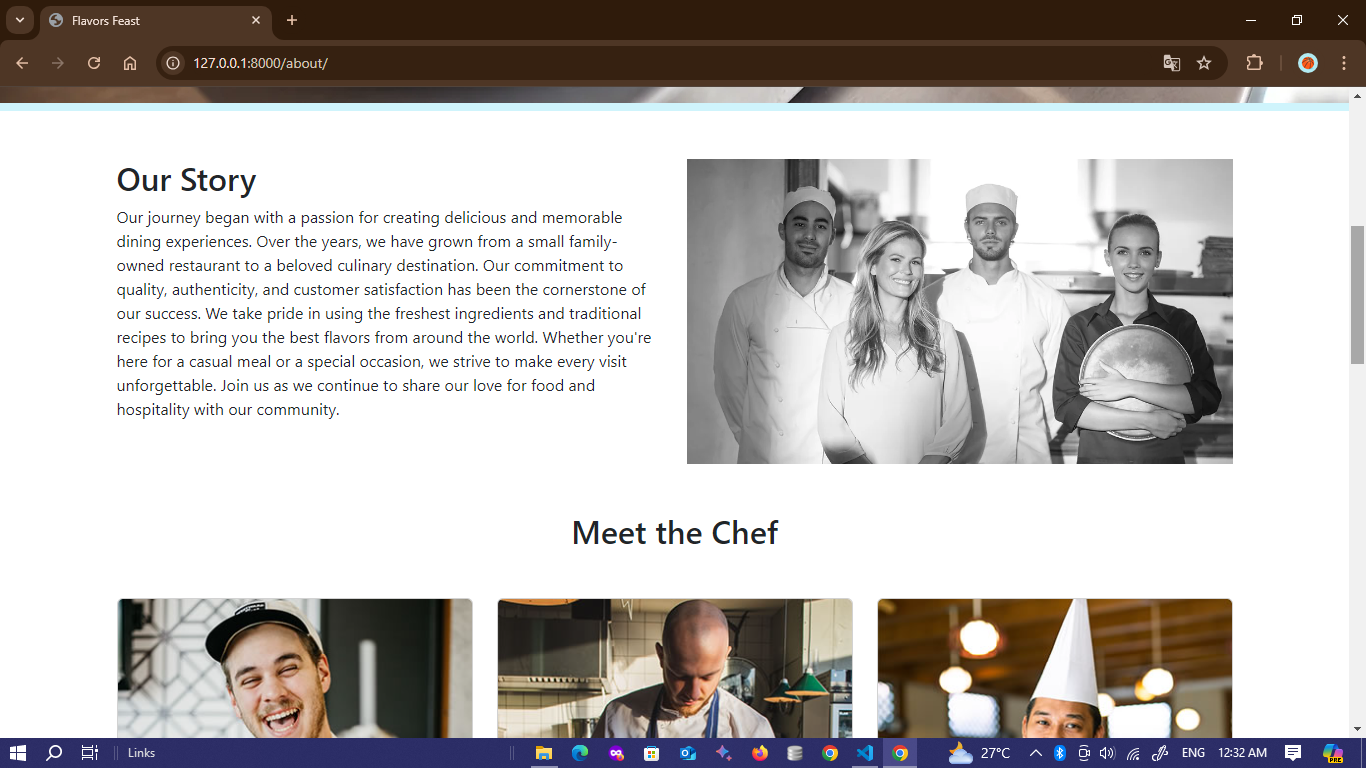 Flavors Feast
127.0.0.1:8000/about/
Our Story
Our journey began with a passion for creating delicious and memorable
dining experiences. Over the years, we have grown from a small family-
owned restaurant to a beloved culinary destination. Our commitment to
quality, authenticity, and customer satisfaction has been the cornerstone of
our success. We take pride in using the freshest ingredients and traditional
recipes to bring you the best flavors from around the world. Whether you're
here for a casual meal or a special occasion, we strive to make every visit
unforgettable. Join us as we continue to share our love for food and
hospitality with our community.
Meet the Chef
Links
27°C
ENG
12:32 AM
PRE